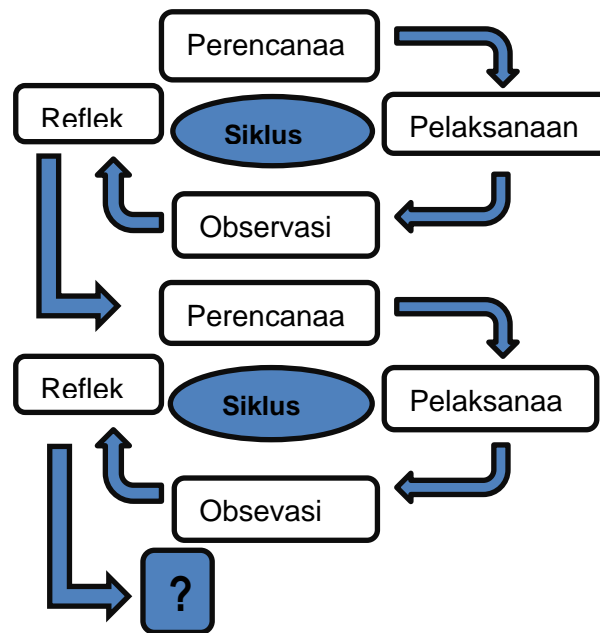 Perencanaa
Reflek
Siklus
Pelaksanaan
Observasi
Perencanaa
Reflek
Siklus
Pelaksanaa
Obsevasi
?